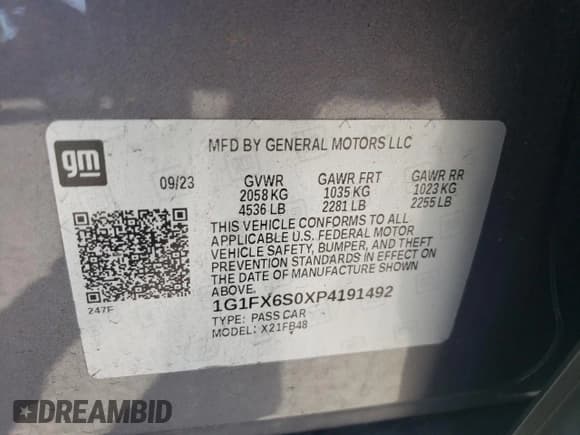 gm
MFD BY GENERAL MOTORS LLC
09/23 GVWR GAWR FRT GAWR RR
2058 KG 1035 KG 1023 KG
4536 LB 2281 LB 2255 LB
THIS VEHICLE CONFORMS TO ALL
APPLICABLE U.S. FEDERAL MOTOR
VEHICLE SAFETY, BUMPER, AND THEFT
PREVENTION STANDARDS IN EFFECT ON
THE DATE OF MANUFACTURE SHOWN
ABOVE.
247F
1G1FX6S0XP4191492
TYPE: PASS CAR
MODEL: X21FB48
DREAMBID